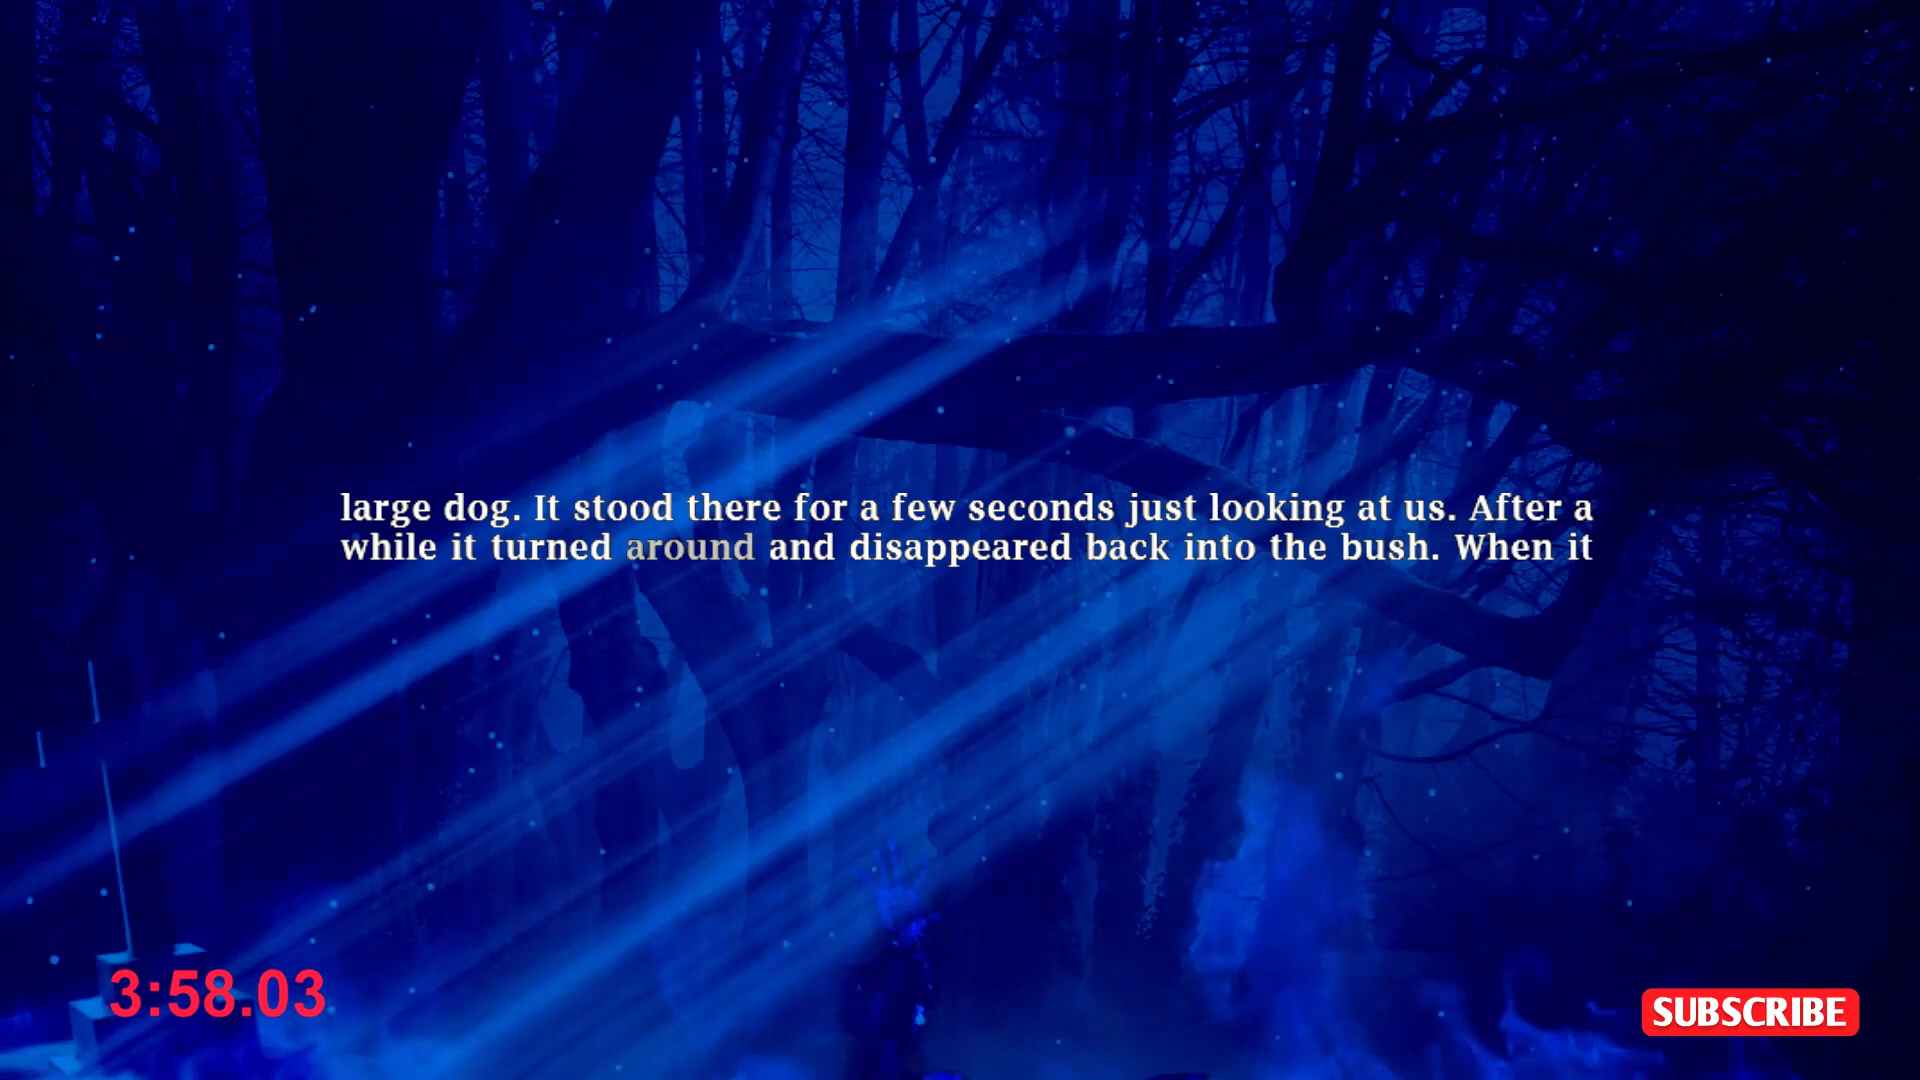 large dog. It stood there for a few seconds just looking at us. After a
while it turned around and disappeared back into the bush. When it
3:58.03
SUBSCRIBE